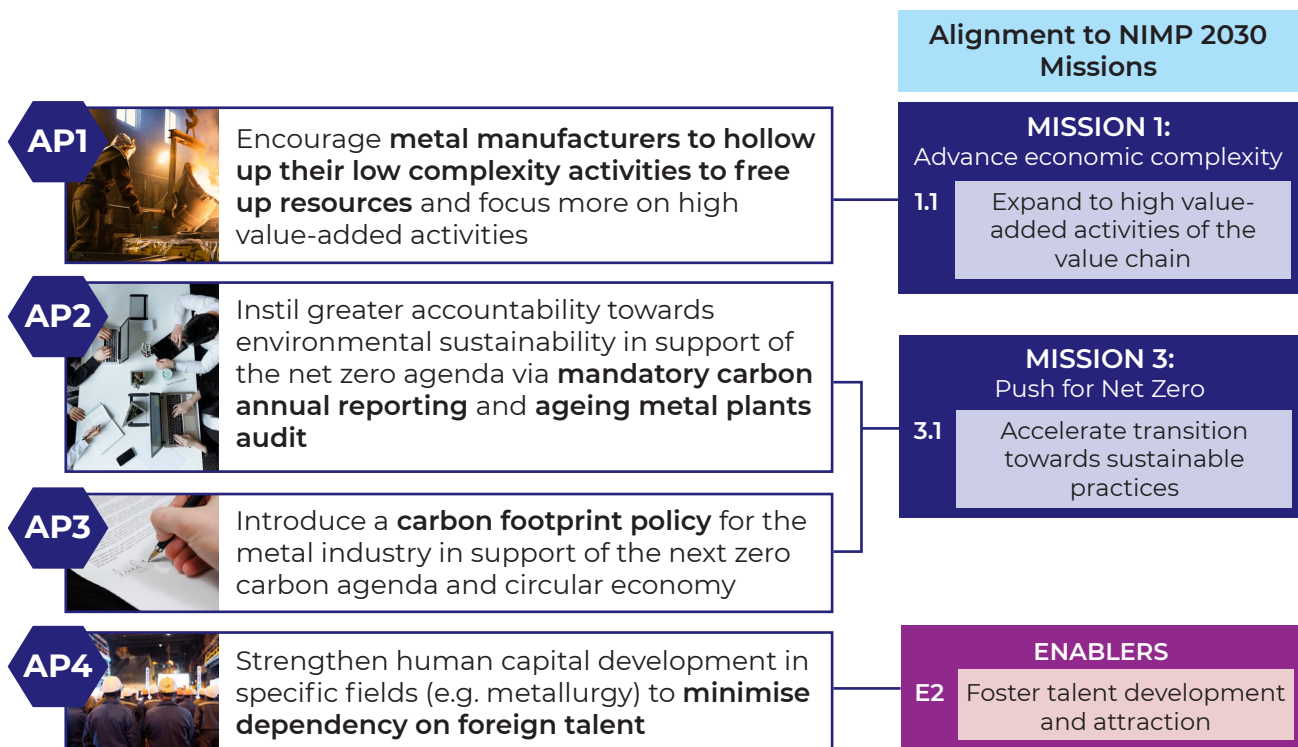 Alignment to NIMP 2030
Missions
AP1
Encourage metal manufacturers to hollow
up their low complexity activities to free
up resources and focus more on high
value-added activities
MISSION 1:
Advance economic complexity
1.1
Expand to high value-
added activities of the
value chain
AP2
Instil greater accountability towards
environmental sustainability in support of
the net zero agenda via mandatory carbon
annual reporting and ageing metal plants
audit
MISSION 3:
Push for Net Zero
3.1
Accelerate transition
towards sustainable
practices
AP3
Introduce a carbon footprint policy for the
metal industry in support of the next zero
carbon agenda and circular economy
AP4
Strengthen human capital development in
specific fields (e.g. metallurgy) to minimise
dependency on foreign talent
ENABLERS
E2
Foster talent development
and attraction